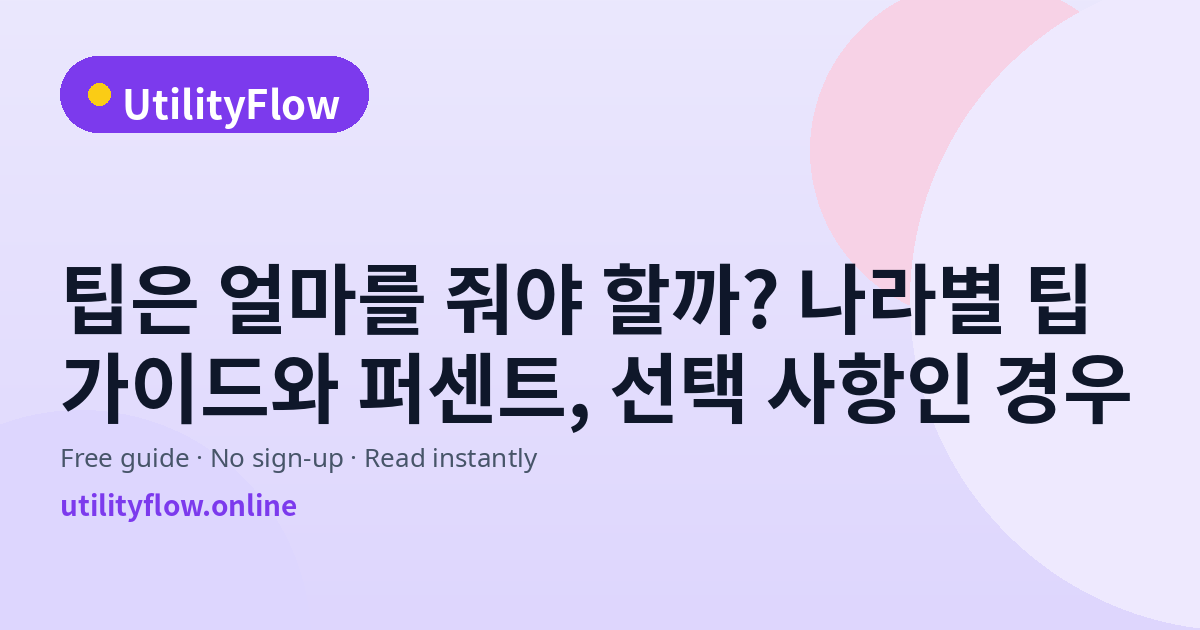 UtilityFlow
팁은 얼마를 줘야 할까? 나라별 팁
가이드와 퍼센트, 선택 사항인 경우
Free guide · No sign-up · Read instantly
utilityflow.online